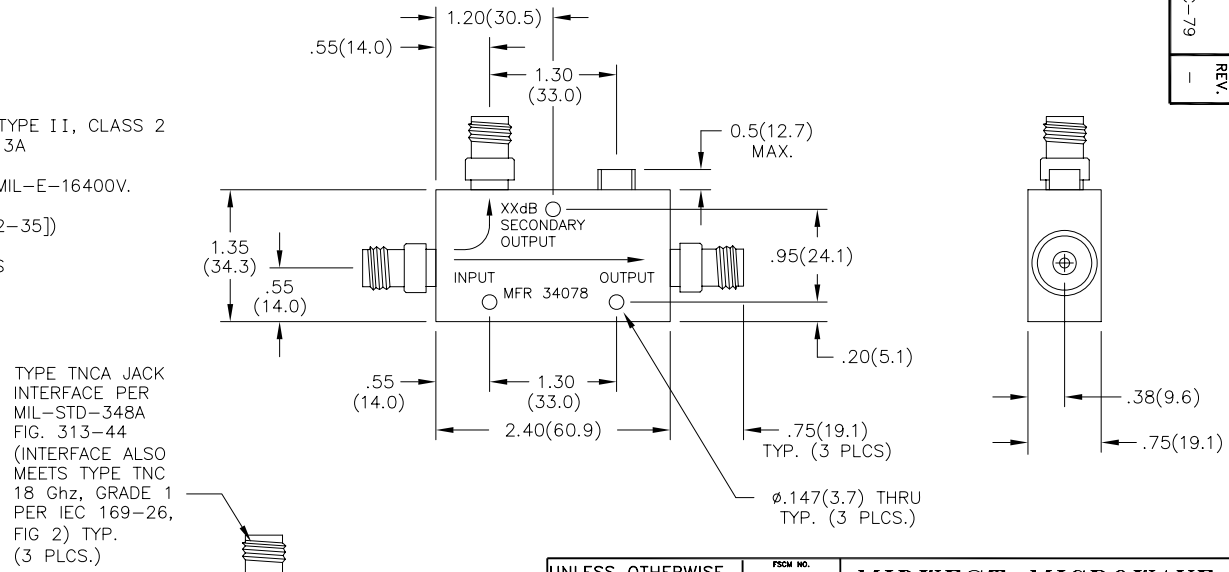 1.20(30.5)
.55(14.0)
1.30
(33.0)
0.5(12.7)
MAX.
C-79
REV.
-
TYPE II, CLASS 2
3A
MIL-E-16400V.
2-35])
S
XXdB
SECONDARY
OUTPUT
1.35
(34.3)
.55
(14.0)
INPUT
OUTPUT
MFR 34078
.95(24.1)
.20(5.1)
.55
(14.0)
1.30
(33.0)
2.40(60.9)
.75(19.1)
TYP. (3 PLCS)
ø.147(3.7) THRU
TYP. (3 PLCS.)
.38(9.6)
.75(19.1)
TYPE TNCA JACK
INTERFACE PER
MIL-STD-348A
FIG. 313-44
(INTERFACE ALSO
MEETS TYPE TNC
18 Ghz, GRADE 1
PER IEC 169-26,
FIG 2) TYP.
(3 PLCS.)
UNLESS OTHERWISE
FSCM NO.
MIDWEST MICROWAVE